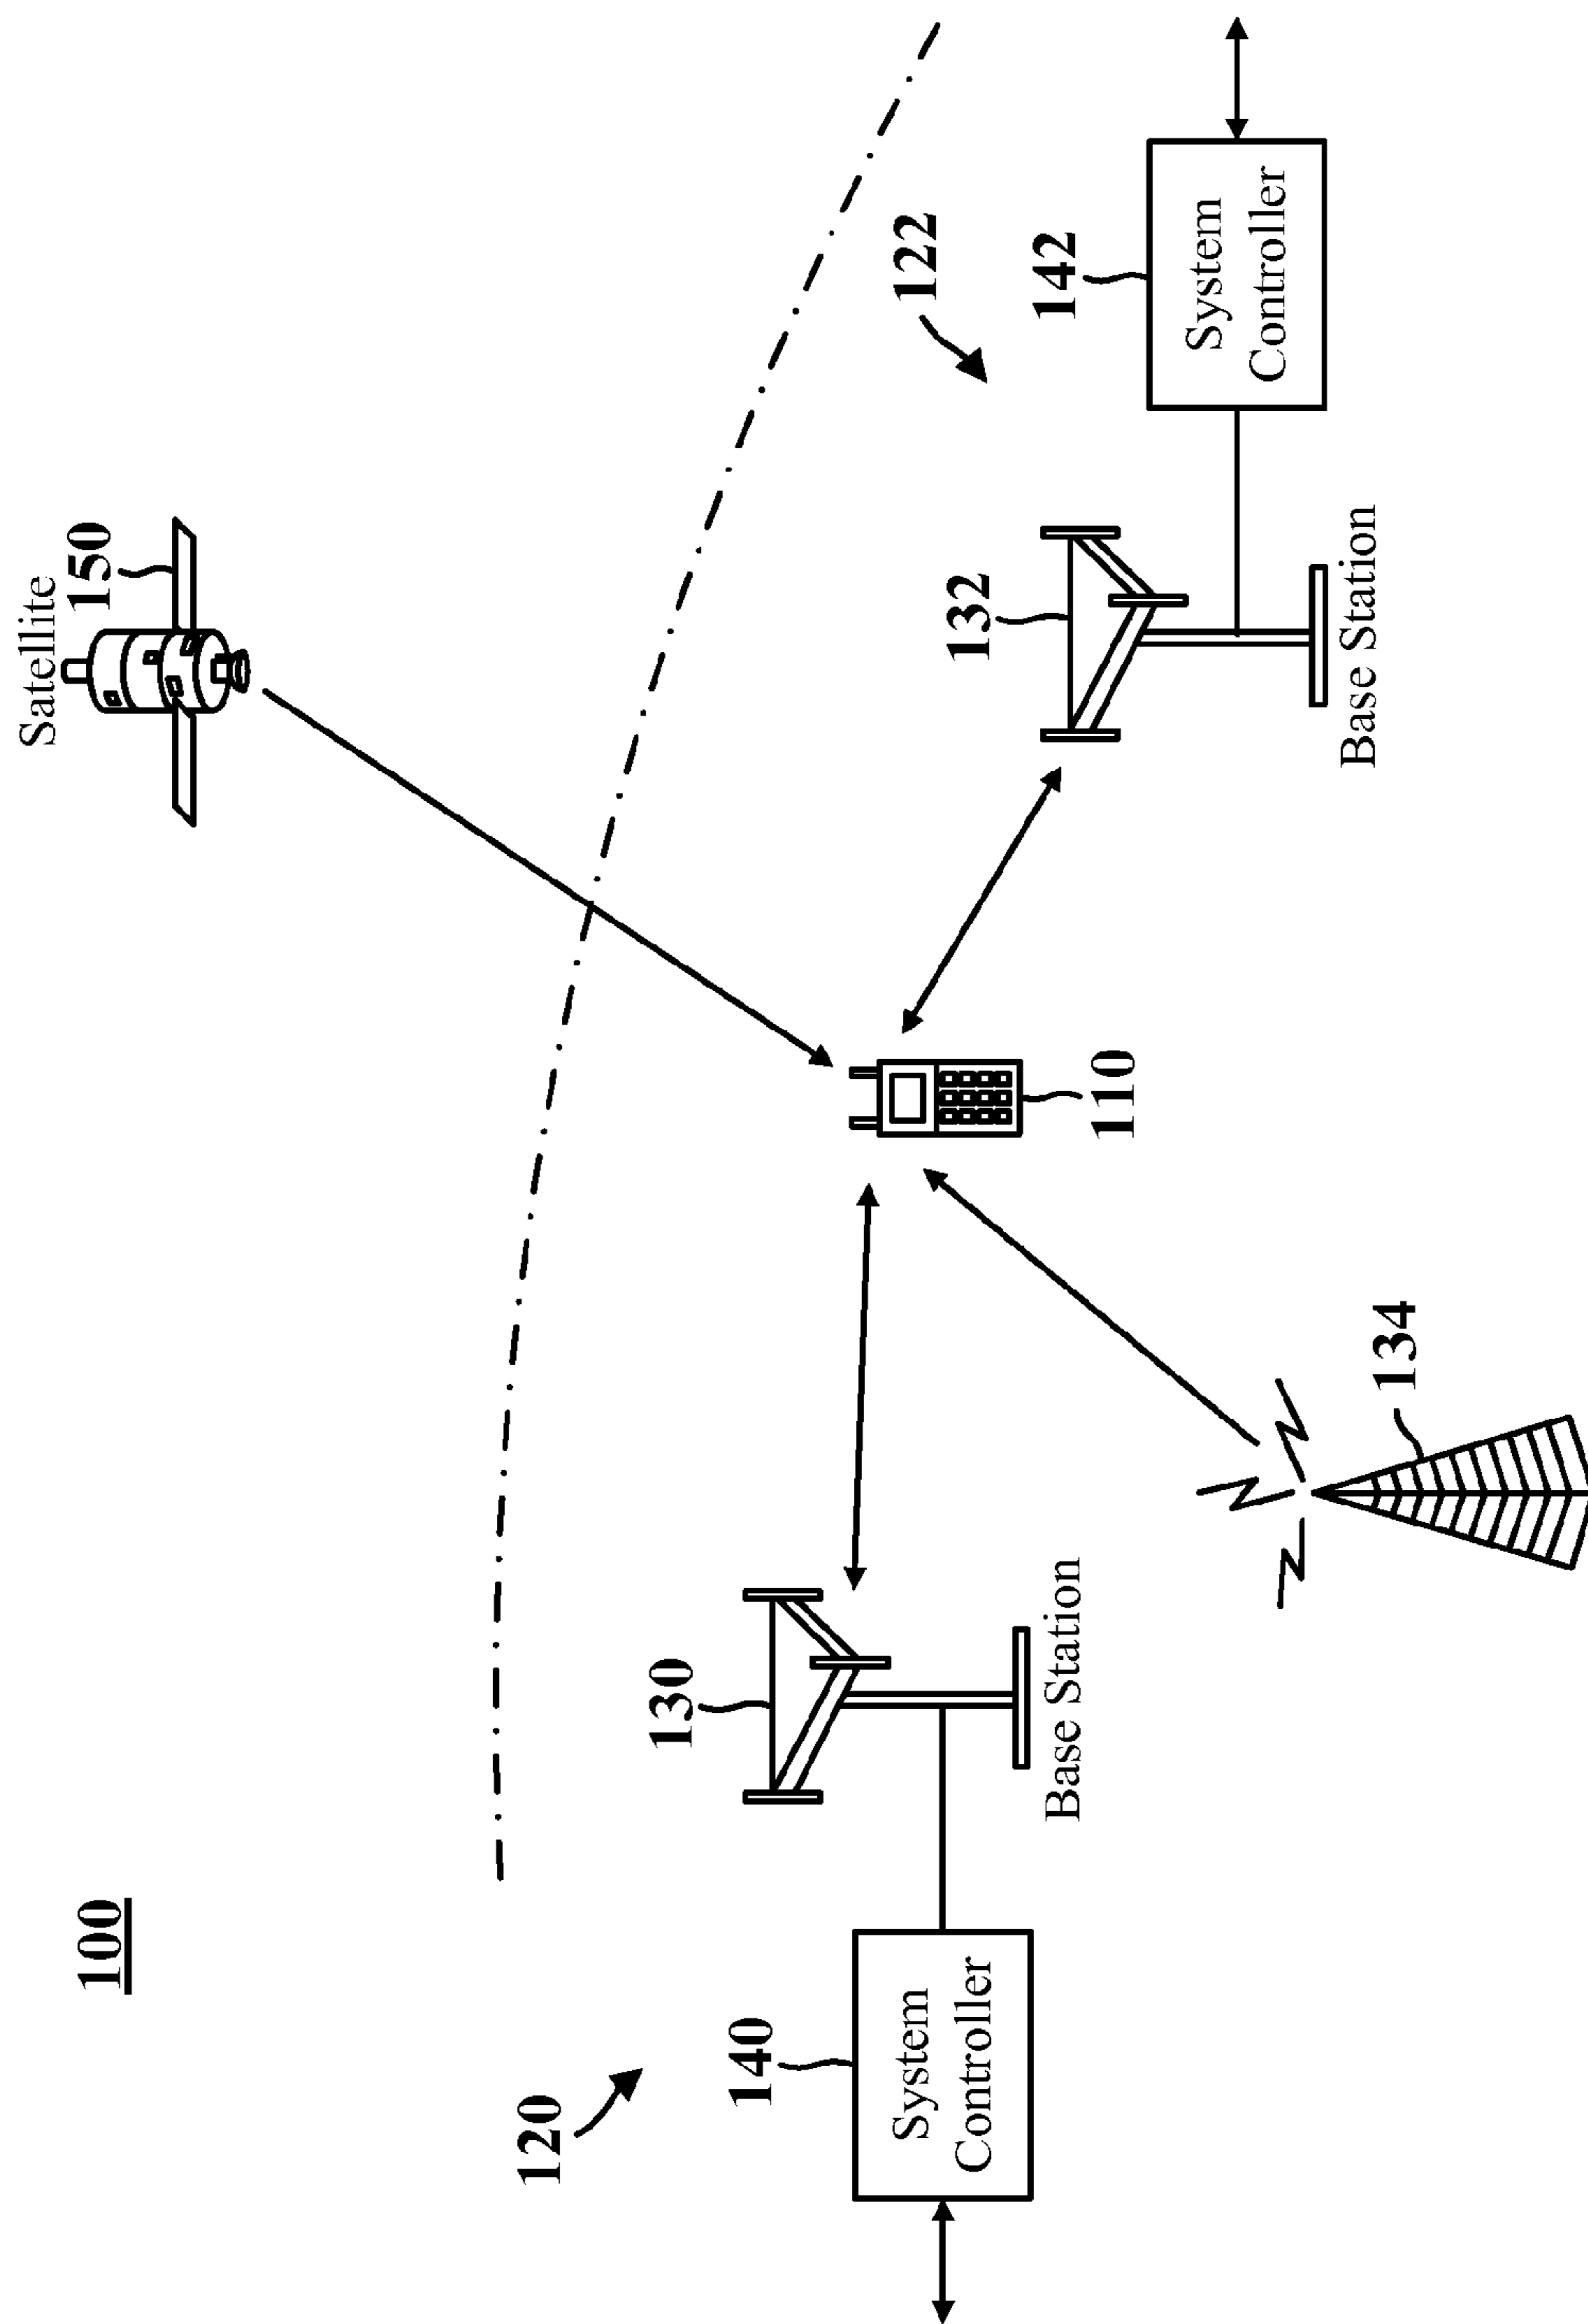 100
Satellite
150
120
140
System
Controller
130
Base Station
134
110
132
Base Station
122
142
System
Controller